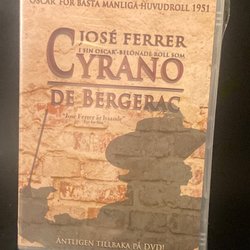 OSCAR FÖR BÄSTA MANLIGA HUVUDROLL 1951
JOSÉ FERRER
I SIN OSCAR-BELÖNADE ROLL SOM
CYRANO
DE BERGERAC
"José Ferrer är lysande"
ÄNTLIGEN TILLBAKA PÅ DVD!